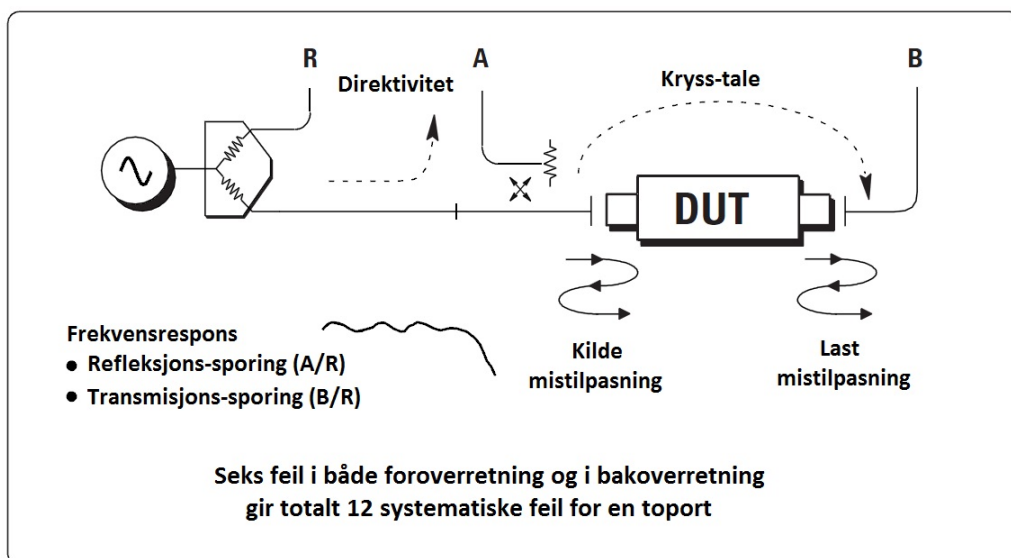 R
Direktivitet
A
Kryss-tale
B
DUT
Frekvensrespons
• Refleksjons-sporing (A/R)
• Transmisjons-sporing (B/R)
Kilde
mistilpasning
Last
mistilpasning
Seks feil i både foroverretning og i bakoverretning
gir totalt 12 systematiske feil for en toport